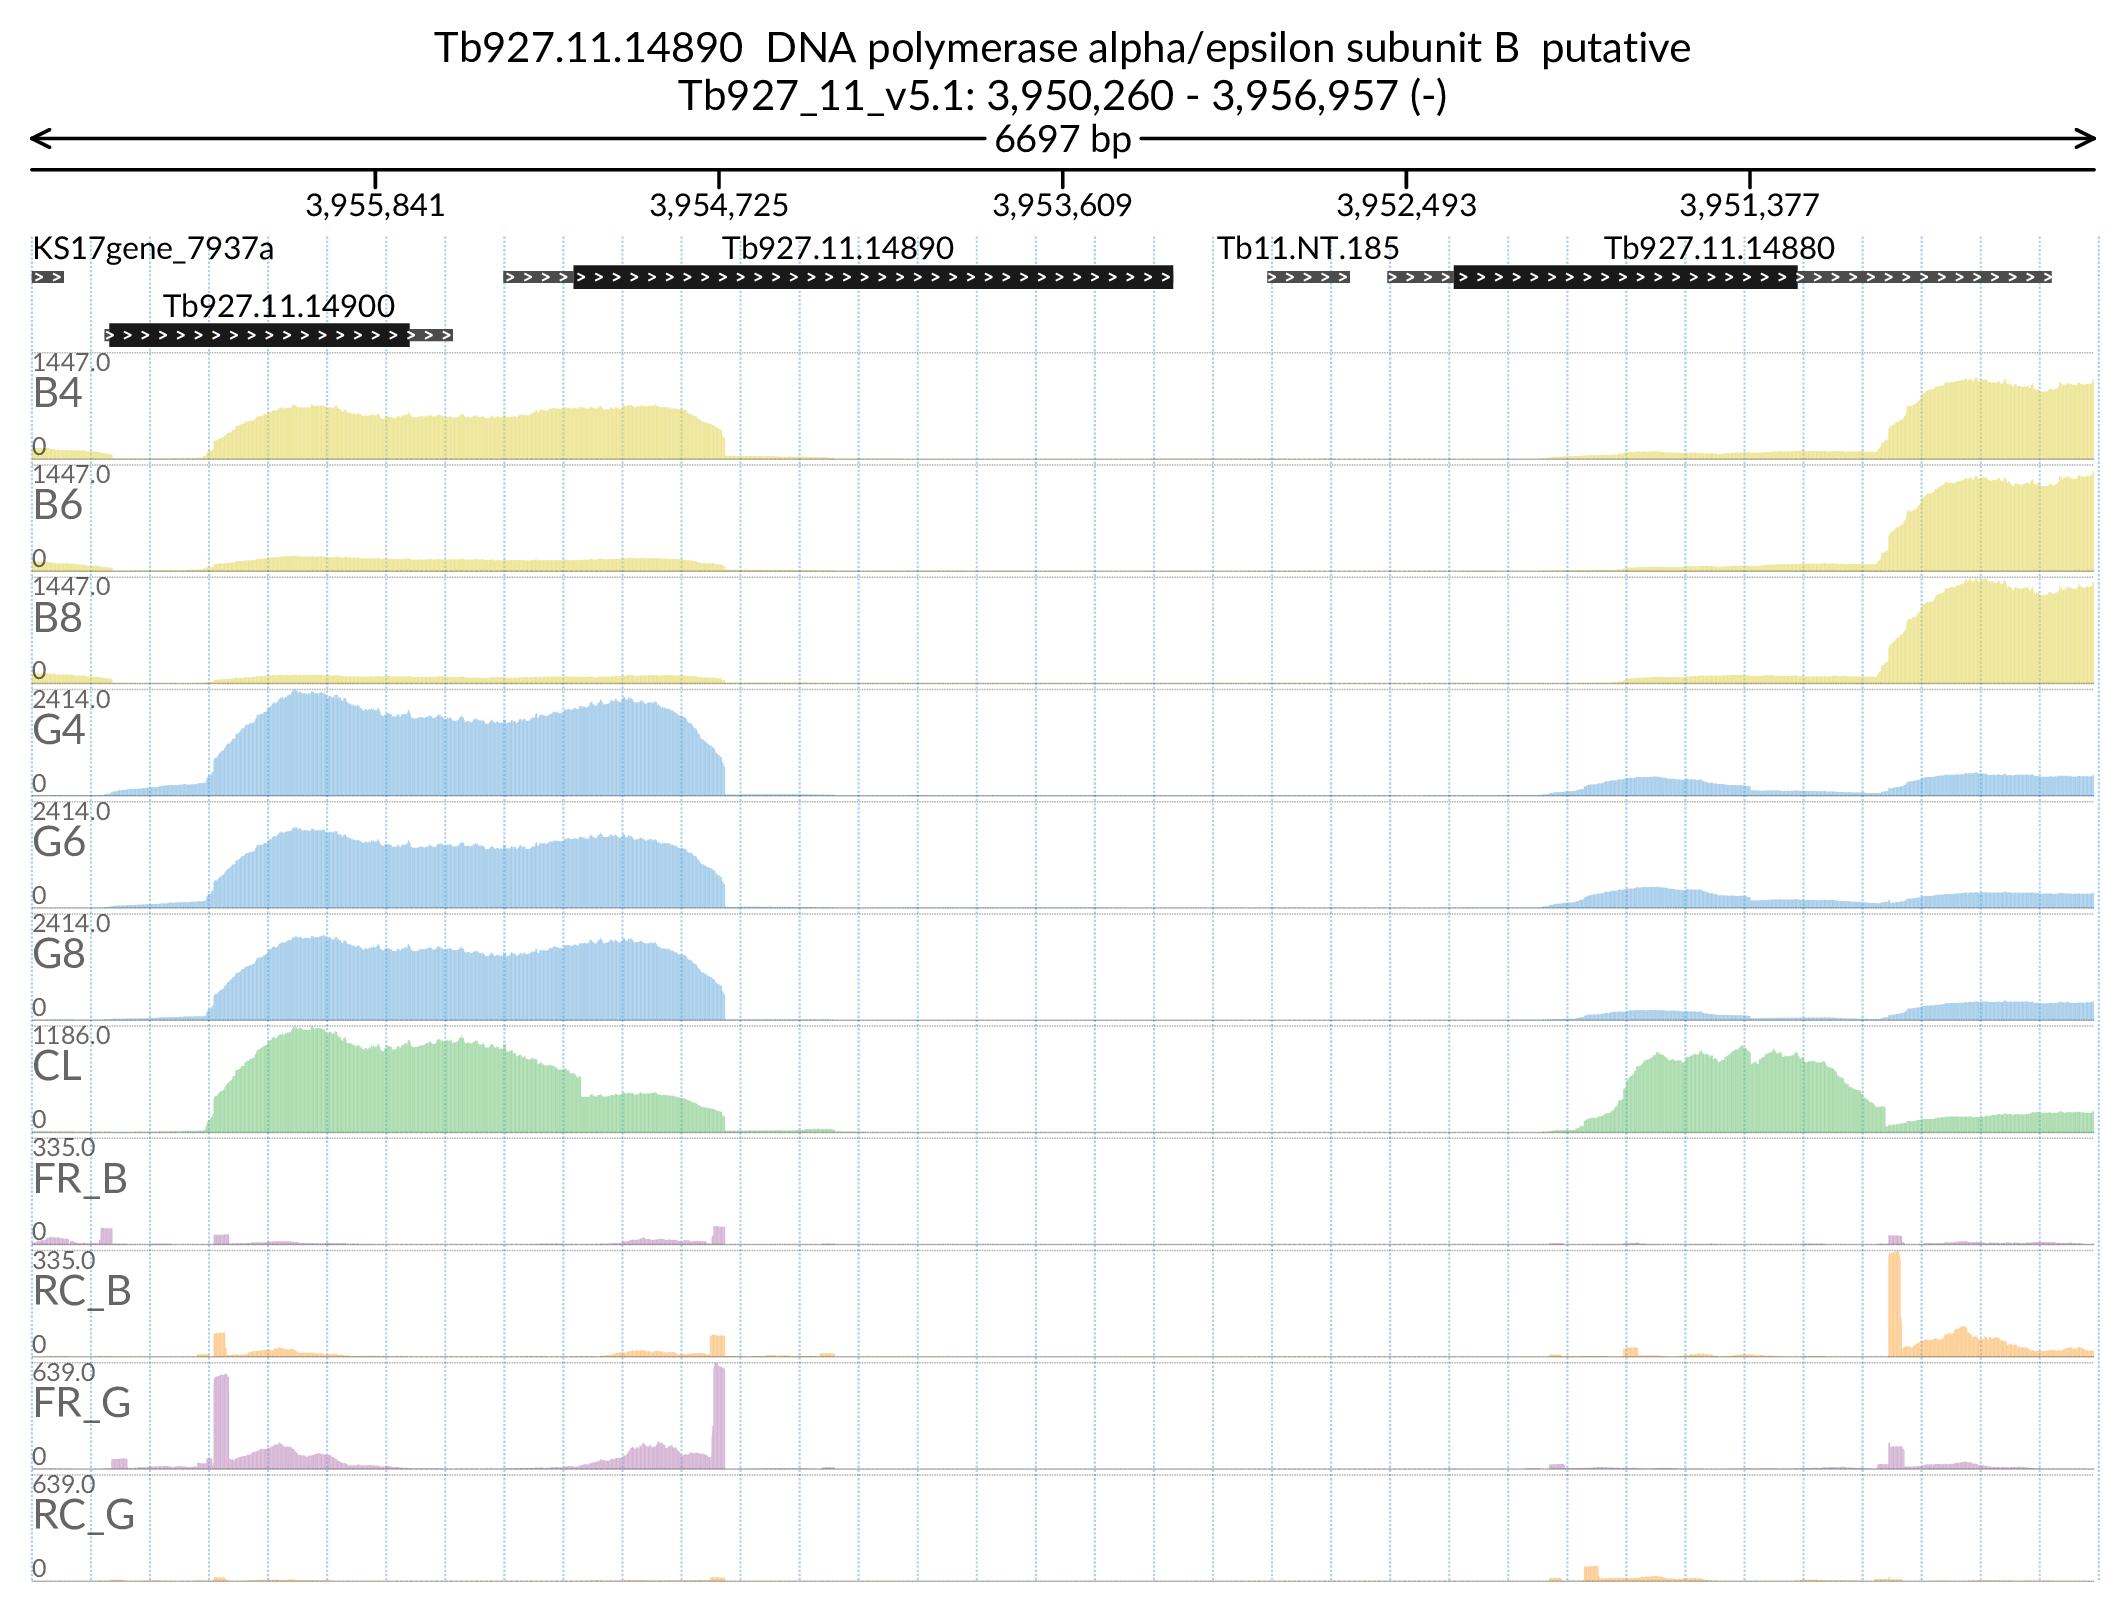 Tb927.11.14890  DNA polymerase alpha/epsilon subunit B  putative
Tb927_11_v5.1: 3,950,260 - 3,956,957 (-)
6697 bp
3,955,841 3,954,725 3,953,609 3,952,493 3,951,377
KS17gene_7937a Tb927.11.14890 Tb11.NT.185 Tb927.11.14880
Tb927.11.14900
1447.0
B4
0
1447.0
B6
0
1447.0
B8
0
2414.0
G4
0
2414.0
G6
0
2414.0
G8
0
1186.0
CL
0
335.0
FR_B
0
335.0
RC_B
0
639.0
FR_G
0
639.0
RC_G
0